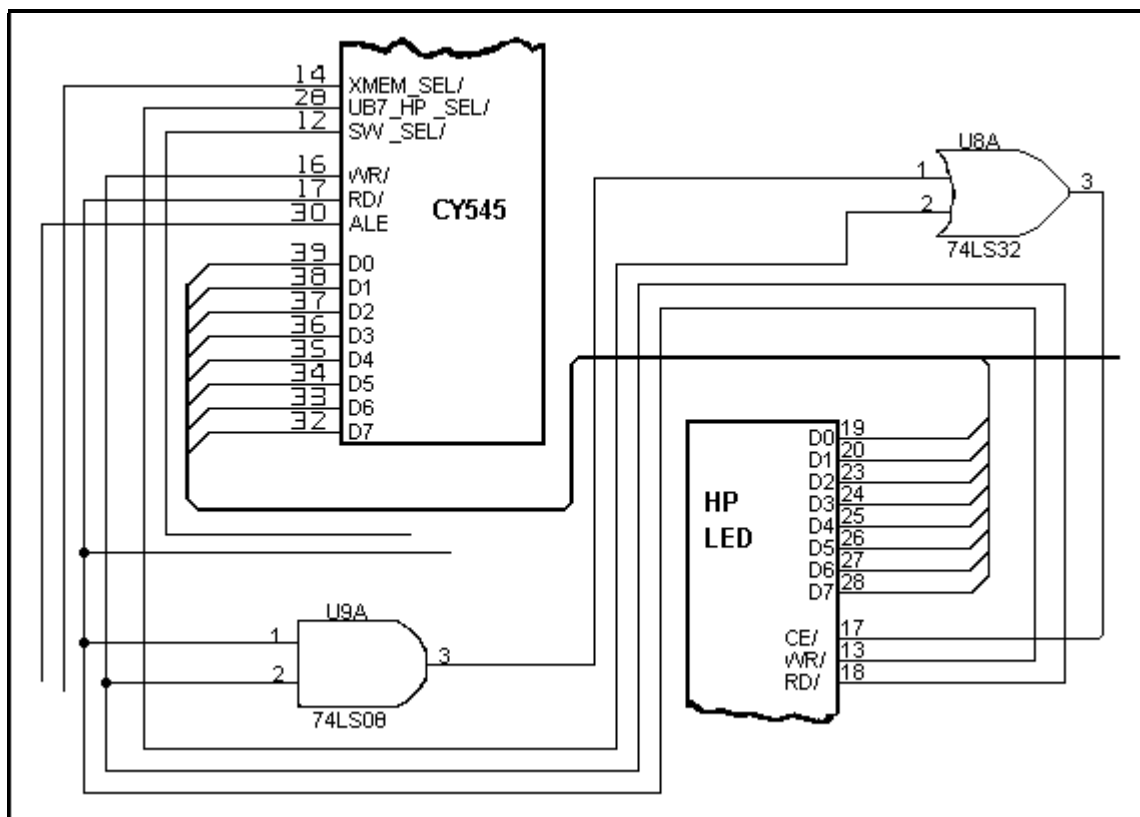 14 XMEM_SEL/
28 UB7_HP_SEL/
12 SW_SEL/
16 WR/
17 RD/
30 ALE
CY545
39 D0
38 D1
37 D2
36 D3
35 D4
34 D5
33 D6
32 D7
U8A
1
2
3
74LS32
HP
LED
D0 19
D1 20
D2 23
D3 24
D4 25
D5 26
D6 27
D7 28
CE/ 17
WR/ 13
RD/ 18
U9A
1
2
3
74LS08